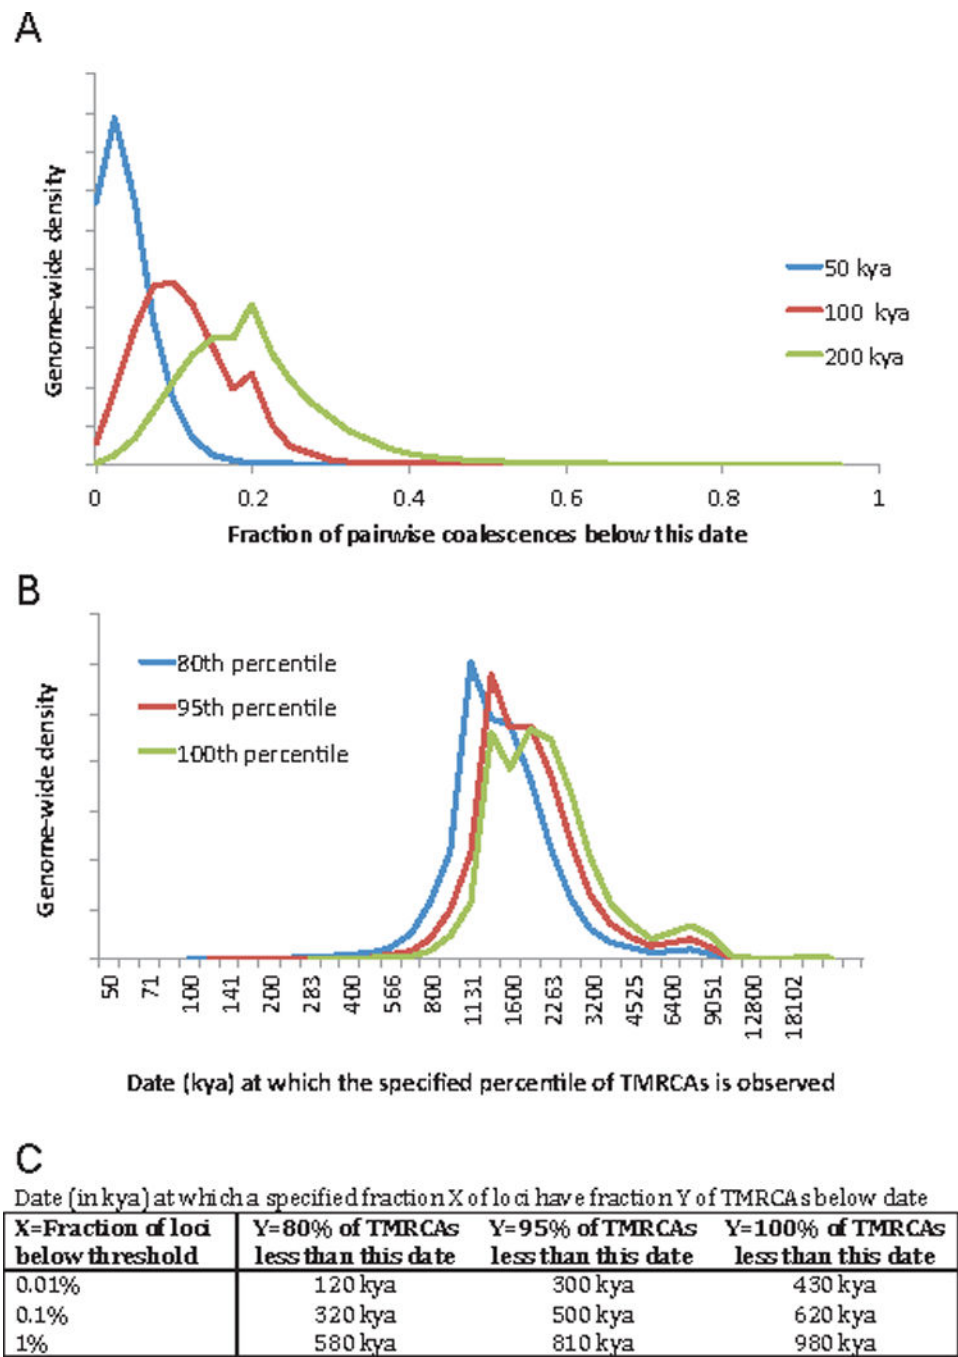 A
Genome-wide density
50 kya
100 kya
200 kya
0 0.2 0.4 0.6 0.8 1
Fraction of pairwise coalescences below this date
B
Genome-wide density
80th percentile
95th percentile
100th percentile
50 71 100 141 200 283 400 566 800 1131 1600 2263 3200 4525 6400 9051 12800 18102
Date (kya) at which the specified percentile of TMRCAs is observed
C
Date (in kya) at which a specified fraction X of loci have fraction Y of TMRCAs below date
X=Fraction of loci below threshold Y=80% of TMRCAs less than this date Y=95% of TMRCAs less than this date Y=100% of TMRCAs less than this date
0.01% 120 kya 300 kya 430 kya
0.1% 320 kya 500 kya 620 kya
1% 580 kya 810 kya 980 kya